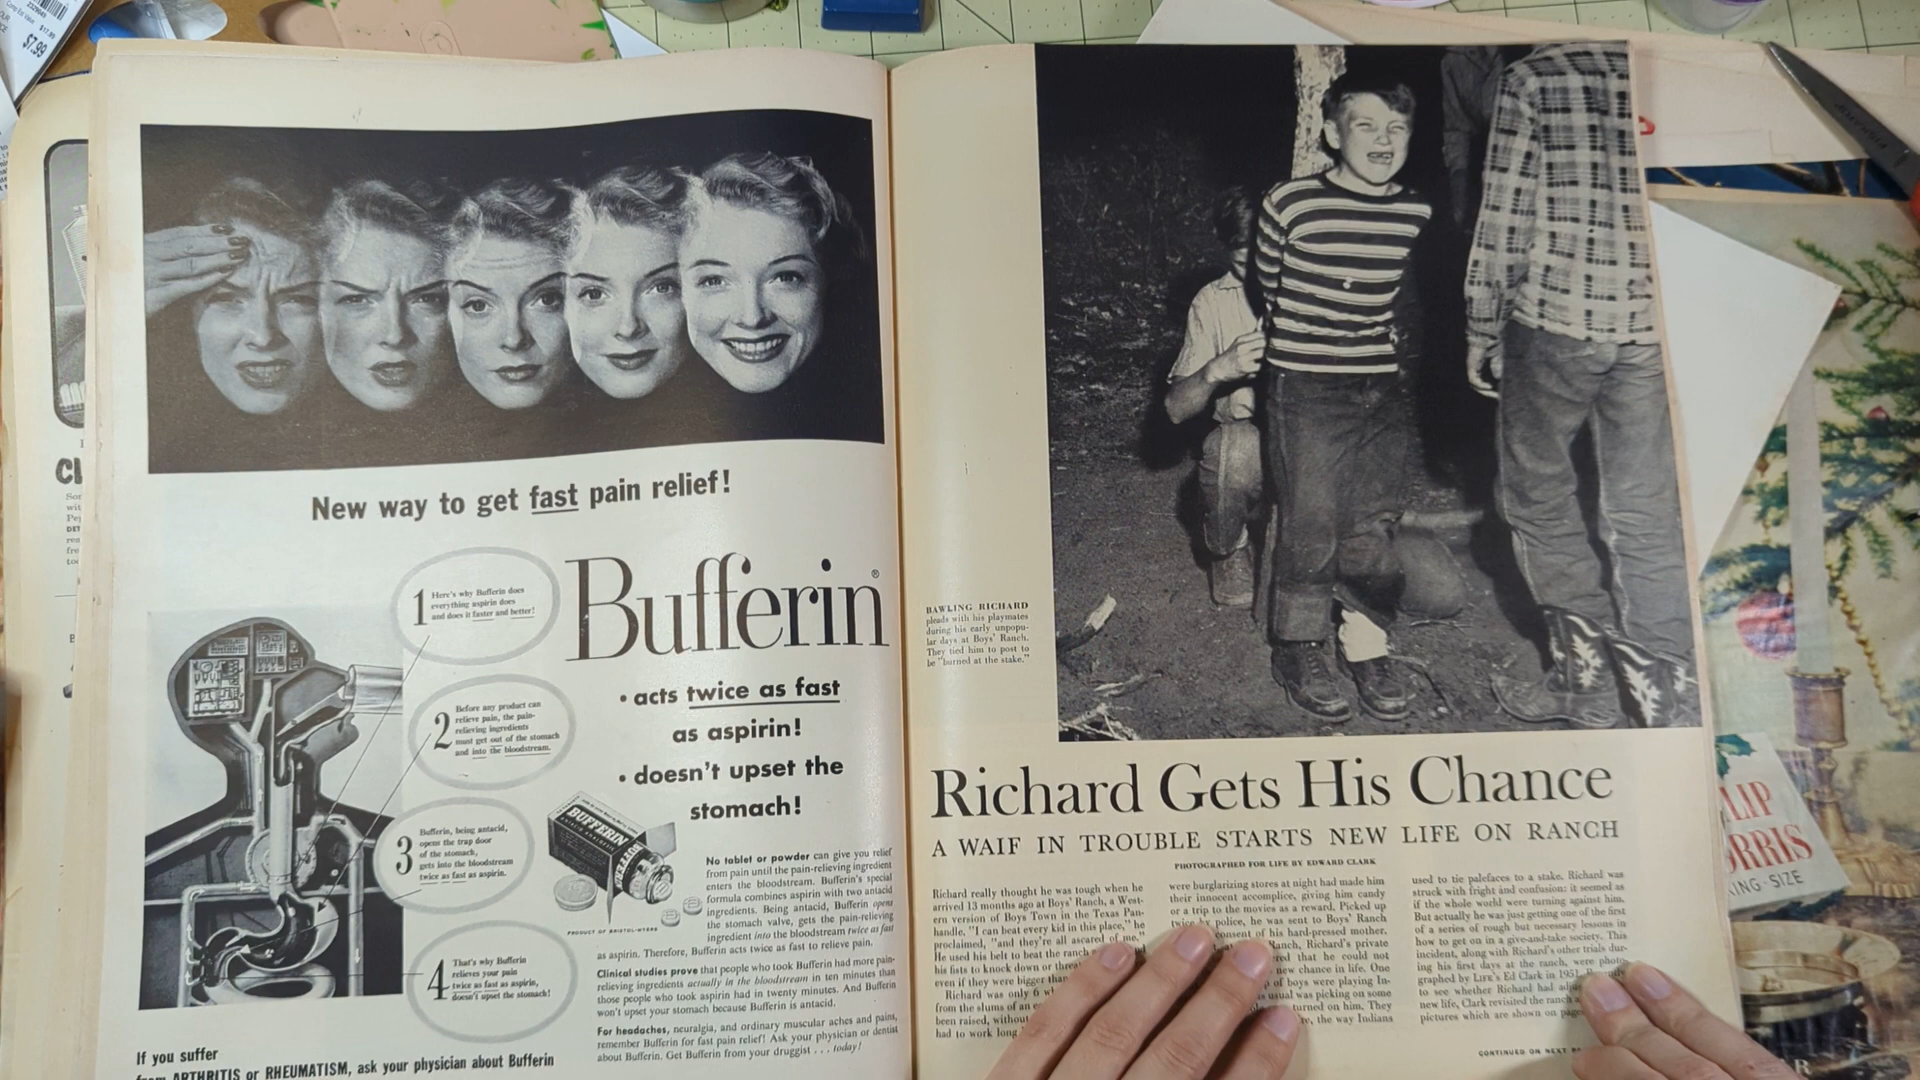 $7.99
New way to get fast pain relief!
1 Here's why Bufferin does
everything aspirin does
and does it faster and better!
2 Before any product can
relieve pain, the pain-
relieving ingredients
must get out of the stomach
and into the bloodstream.
3 Bufferin, being antacid,
opens the trap door
of the stomach,
gets into the bloodstream
twice as fast as aspirin.
4 That's why Bufferin
relieves your pain
twice as fast as aspirin,
doesn't upset the stomach!
Bufferin®
• acts twice as fast
as aspirin!
• doesn't upset the
stomach!
BUFFERIN
PRODUCT OF BRISTOL-MYERS
No tablet or powder can give you relief
from pain until the pain-relieving ingredient
enters the bloodstream. Bufferin's special
formula combines aspirin with two antacid
ingredients. Being antacid, Bufferin opens
the stomach valve, gets the pain-relieving
ingredient into the bloodstream twice as fast
as aspirin. Therefore, Bufferin acts twice as fast to relieve pain.
Clinical studies prove that people who took Bufferin had more pain-
relieving ingredients actually in the bloodstream in ten minutes than
those people who took aspirin had in twenty minutes. And Bufferin
won't upset your stomach because Bufferin is antacid.
For headaches, neuralgia, and ordinary muscular aches and pains,
remember Bufferin for fast pain relief! Ask your physician or dentist
about Bufferin. Get Bufferin from your druggist . . . today!
If you suffer
from ARTHRITIS or RHEUMATISM, ask your physician about Bufferin
BAWLING RICHARD
pleads with his playmates
during his early unpopu-
lar days at Boys' Ranch.
They tied him to post to
be "burned at the stake."
Richard Gets His Chance
A WAIF IN TROUBLE STARTS NEW LIFE ON RANCH
PHOTOGRAPHED FOR LIFE BY EDWARD CLARK
Richard really thought he was tough when he
arrived 13 months ago at Boys' Ranch, a West-
ern version of Boys Town in the Texas Pan-
handle. "I can beat every kid in this place," he
proclaimed, "and they're all ascared of me."
He used his belt to beat the ranch
his fists to knock down or
even if they were bigger than
Richard was only 6
from the slums of an
been raised, without
had to work long
were burglarizing stores at night had made him
their innocent accomplice, giving him candy
or a trip to the movies as a reward. Picked up
twice by police, he was sent to Boys' Ranch
consent of his hard-pressed mother.
Ranch, Richard's private
that he could not
new chance in life. One
of boys were playing In-
as usual was picking on some
turned on him. They
the way Indians
used to tie palefaces to a stake. Richard was
struck with fright and confusion: it seemed as
if the whole world were turning against him.
But actually he was just getting one of the first
of a series of rough but necessary lessons in
how to get on in a give-and-take society. This
incident, along with Richard's other trials dur-
ing his first days at the ranch, were photo-
graphed by LIFE's Ed Clark in 1951.
to see whether Richard had
new life, Clark revisited the ranch
pictures which are shown on
CONTINUED ON NEXT
LIP
RRIS
KING-SIZE